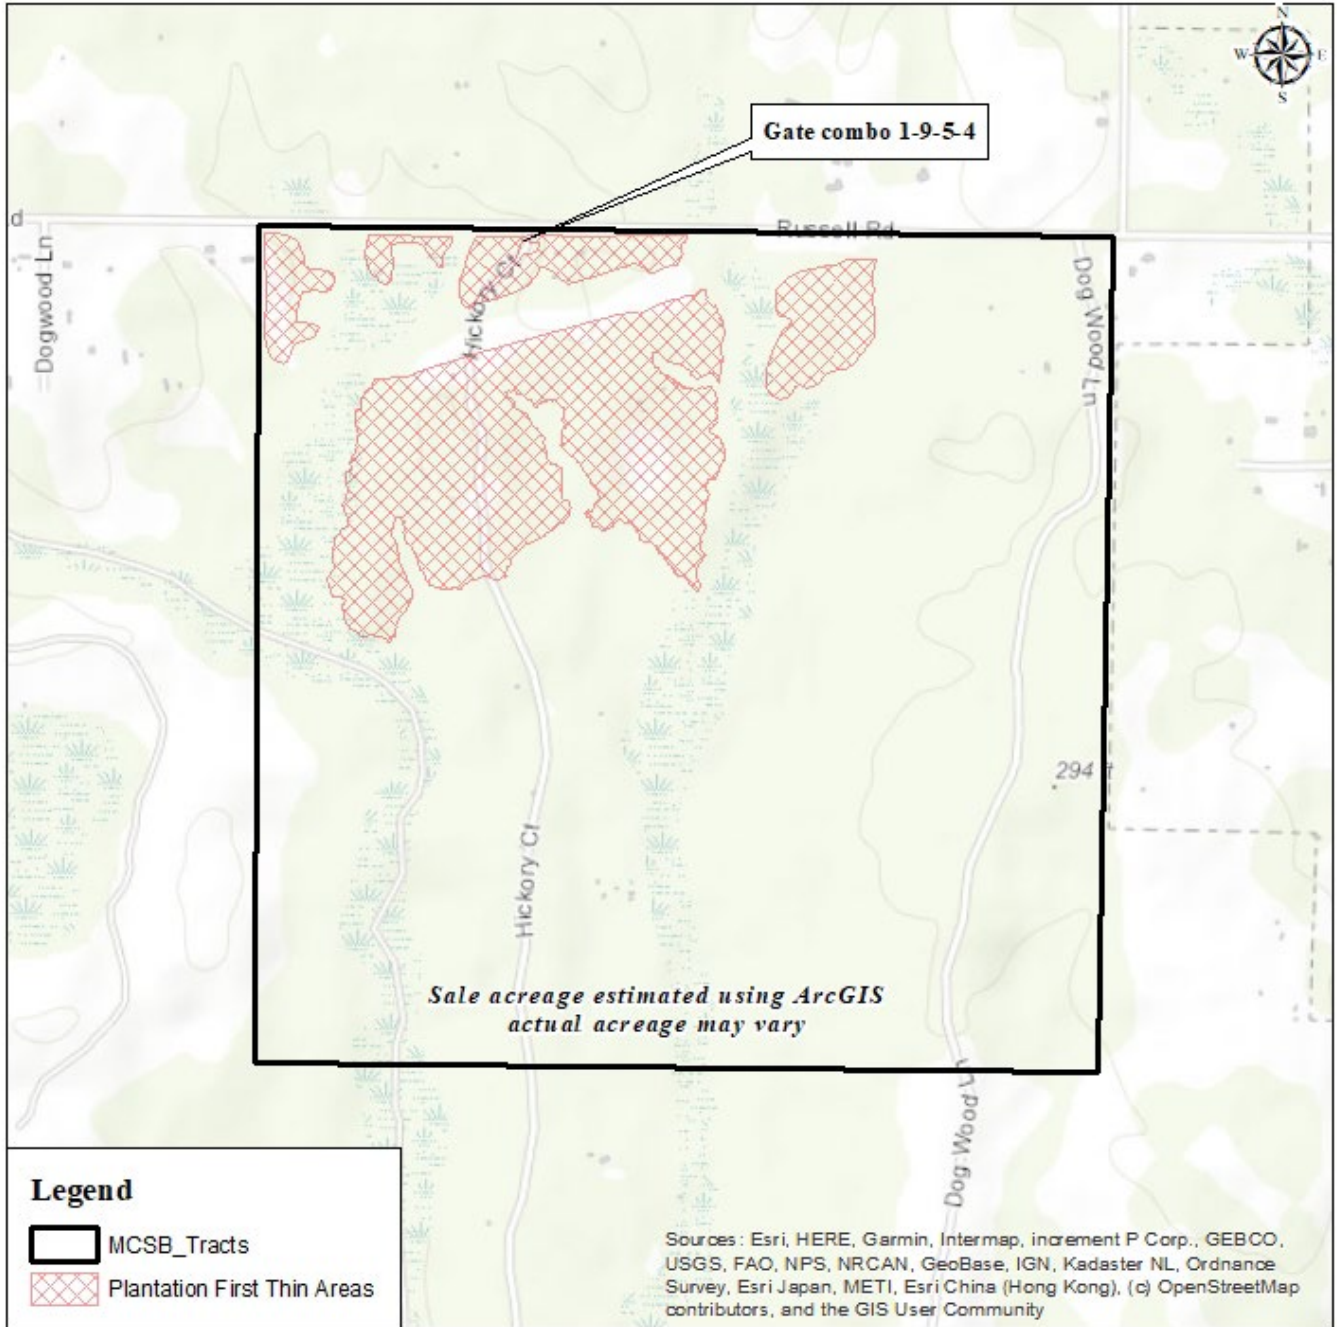 N
W E
S
Gate combo 1-9-5-4
d
Russell Rd
Dogwood Ln
Hickory Ct
Dog Wood Ln
294 ft
Hickory Ct
Sale acreage estimated using ArcGIS
actual acreage may vary
Dog Wood Ln
Legend
MCSB_Tracts
Plantation First Thin Areas
Sources: Esri, HERE, Garmin, Intermap, increment P Corp., GEBCO,
USGS, FAO, NPS, NRCAN, GeoBase, IGN, Kadaster NL, Ordnance
Survey, Esri Japan, METI, Esri China (Hong Kong), (c) OpenStreetMap
contributors, and the GIS User Community